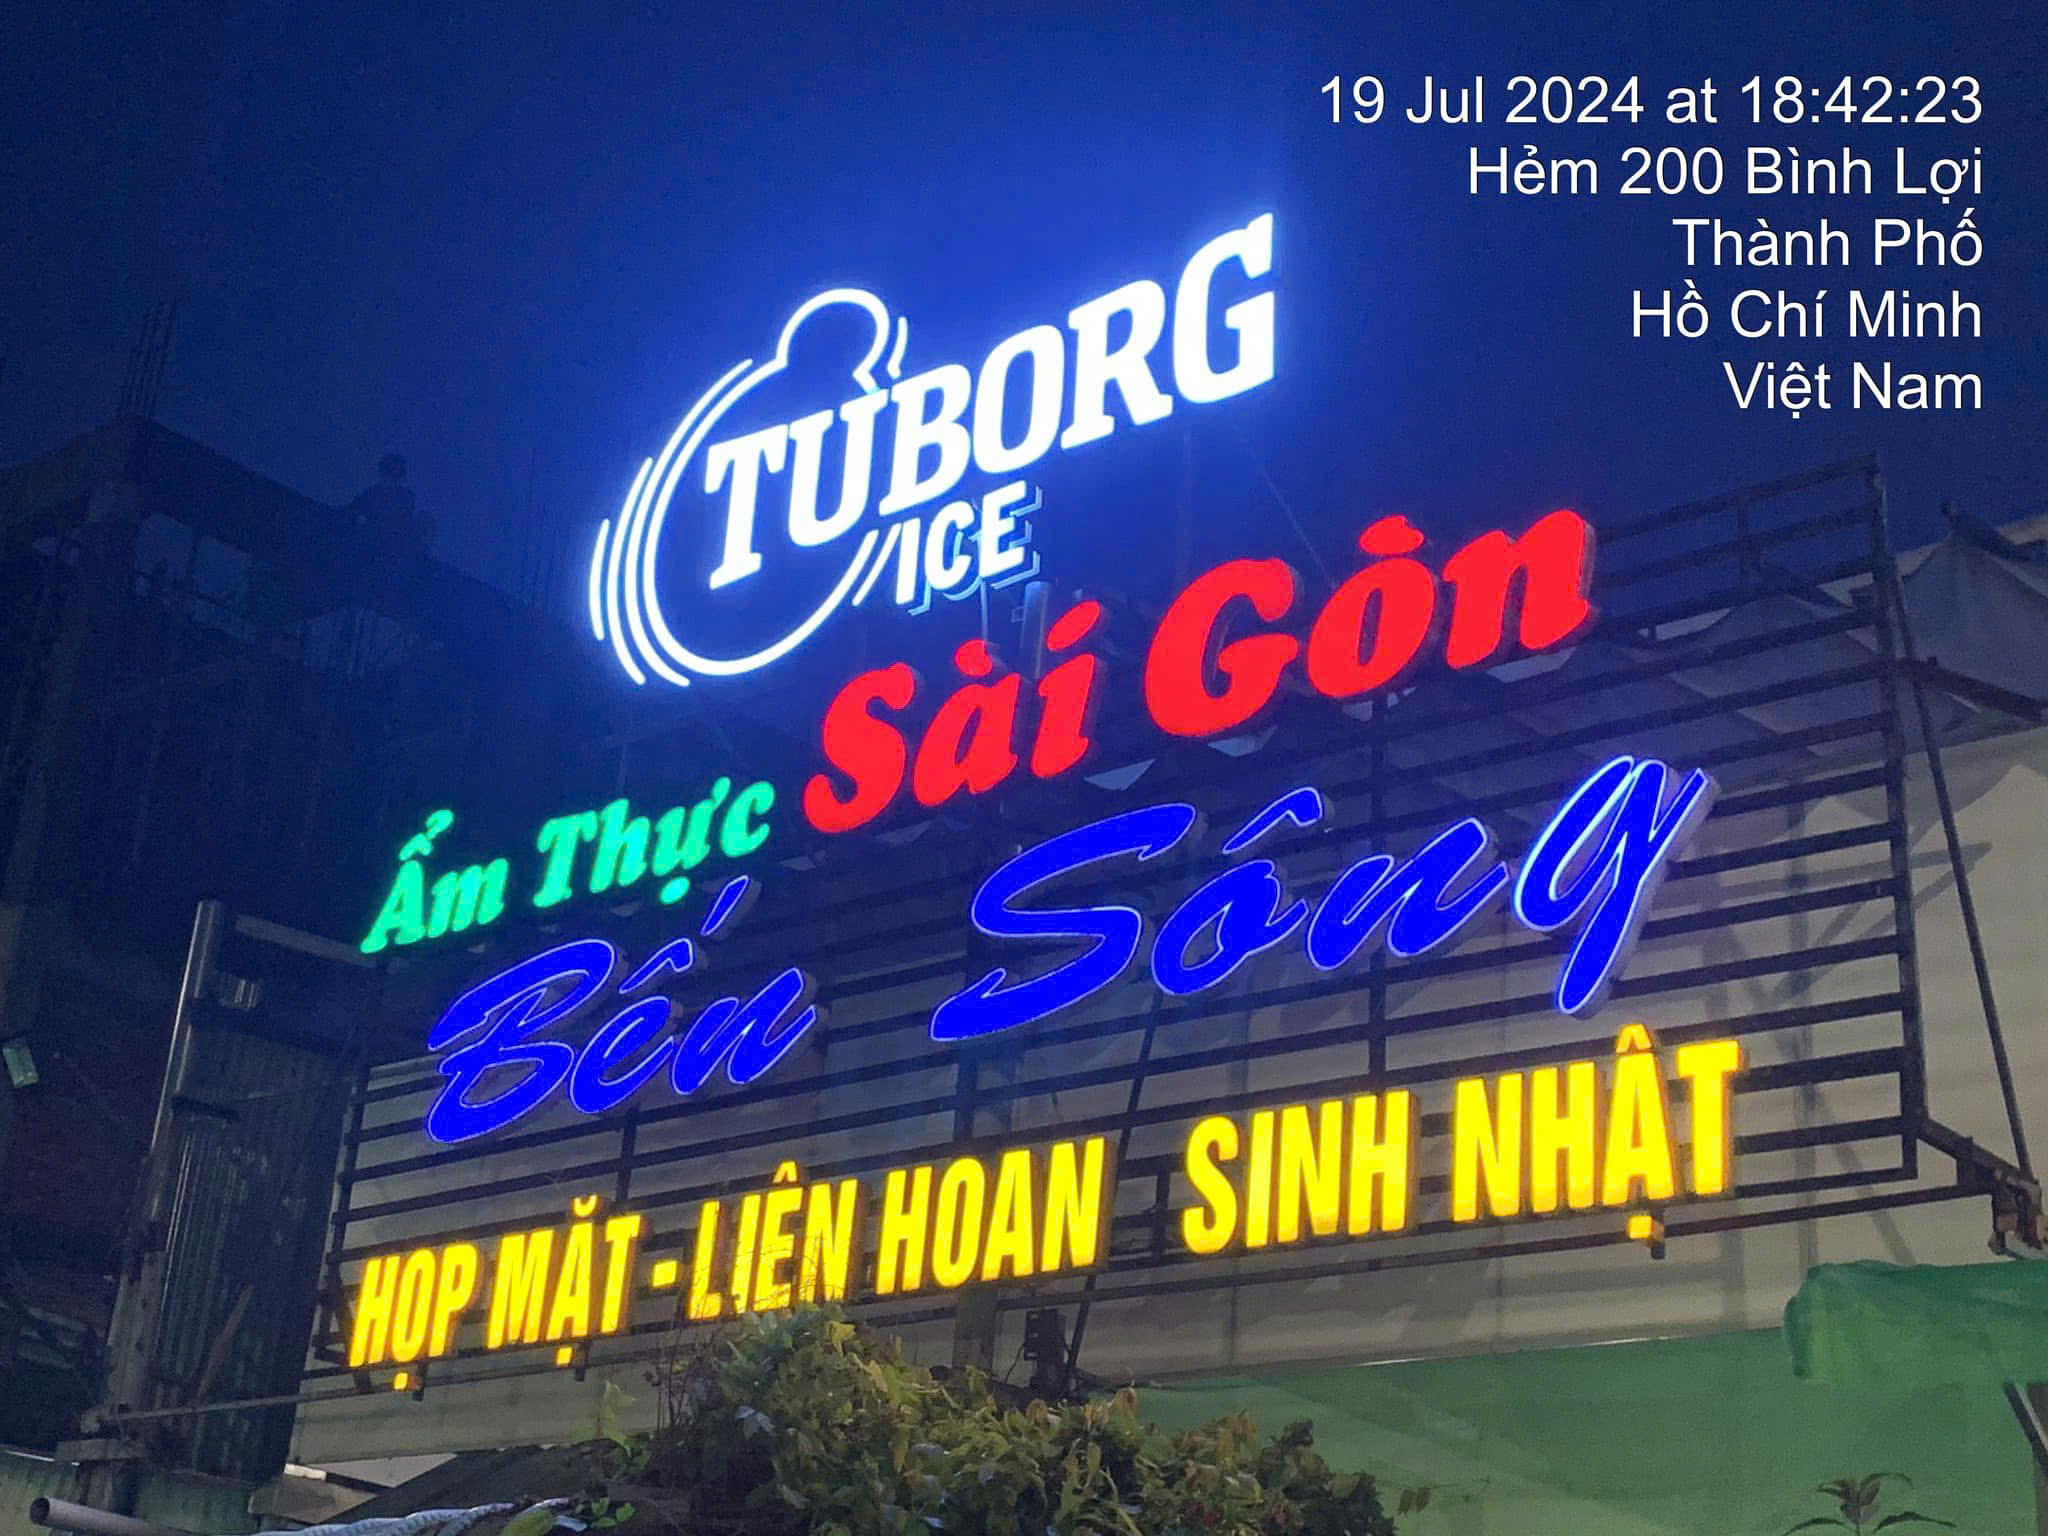 19 Jul 2024 at 18:42:23
Hẻm 200 Bình Lợi
Thành Phố
Hồ Chí Minh
Việt Nam
TUBORG
ICE
Ẩm Thực Sài Gòn
Bến Sông
HỌP MẶT - LIÊN HOAN SINH NHẬT